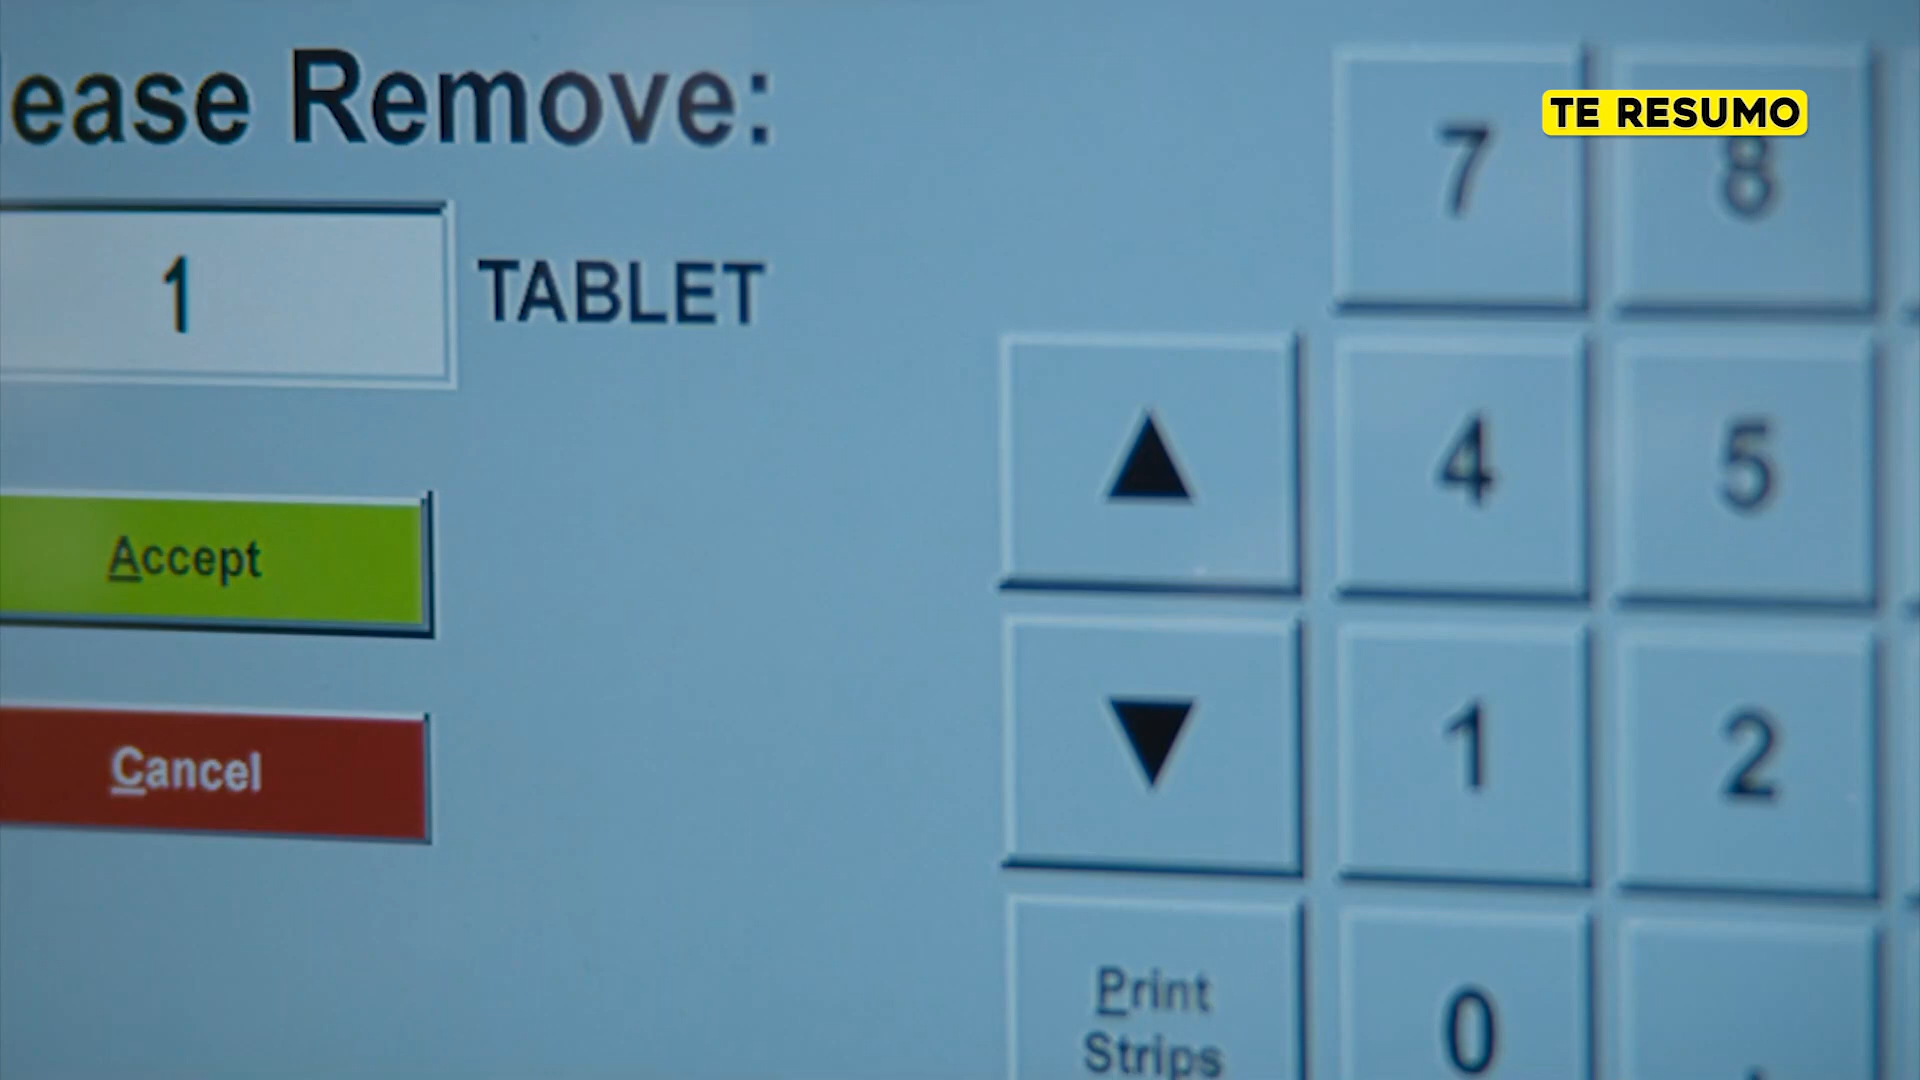 ease Remove:
TE RESUMO
7 8
1 TABLET
▲ 4 5
Accept
▼ 1 2
Cancel
Print
Strips
0